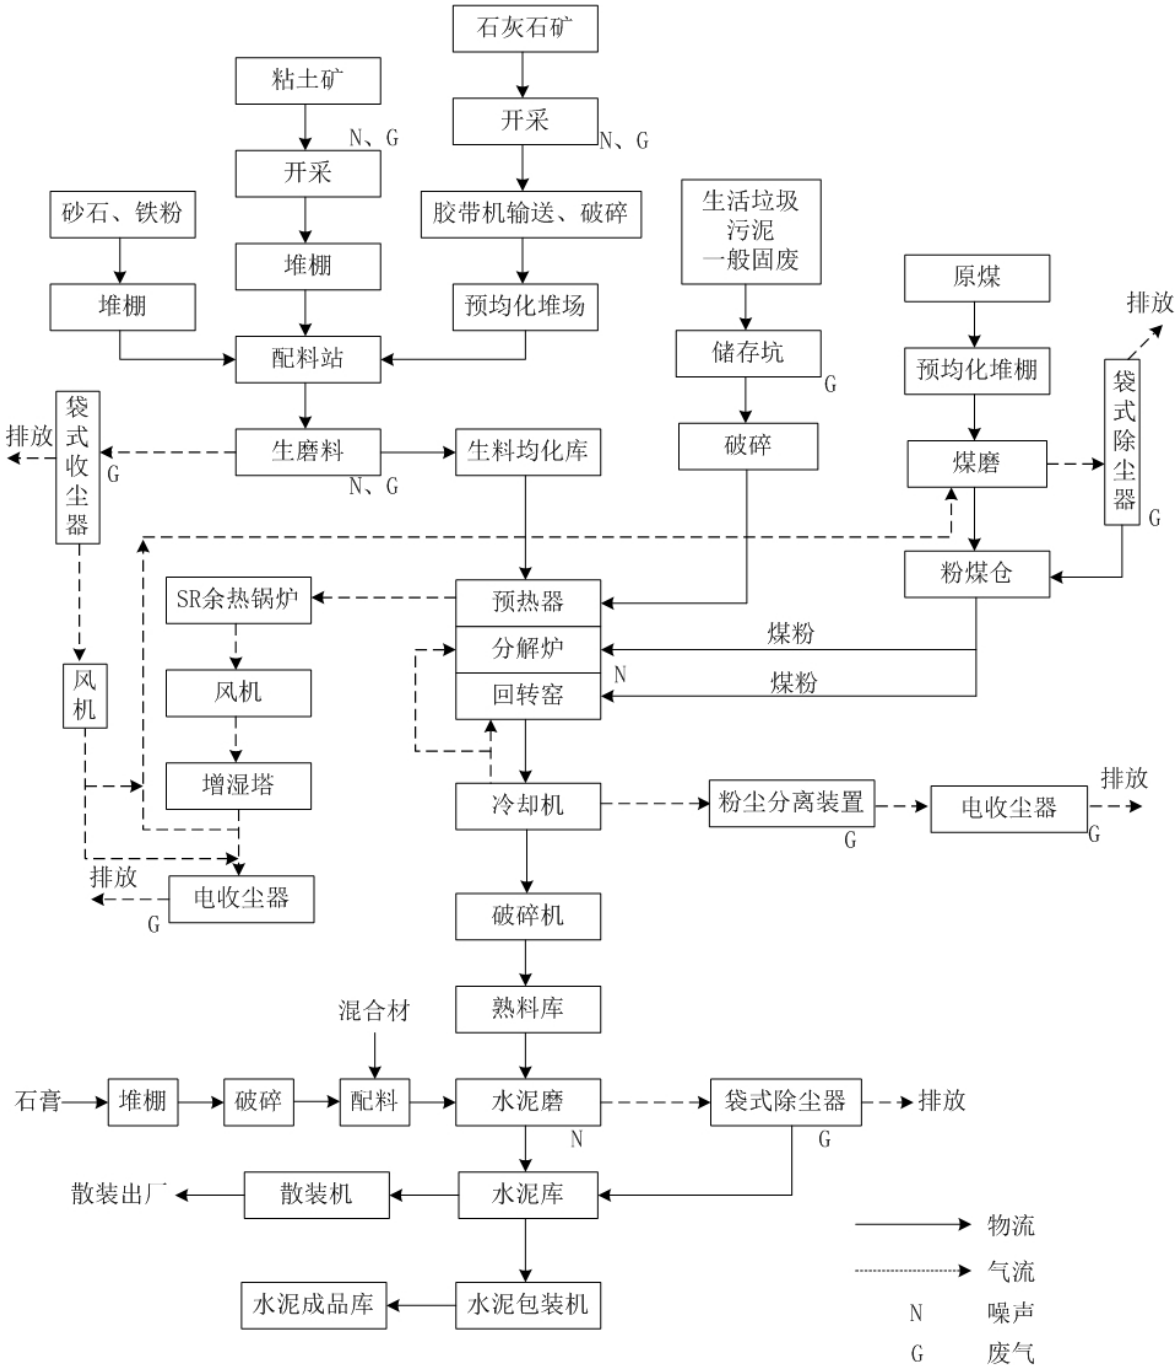 石灰石矿
粘土矿
开采
N、G
N、G
开采
砂石、铁粉
胶带机输送、破碎
生活垃圾
污泥
一般固废
堆棚
原煤
堆棚
预均化堆场
排放
配料站
储存坑
G
预均化堆棚
袋式除尘器
G
袋式收尘器
排放
G
生磨料
N、G
生料均化库
破碎
煤磨
粉煤仓
SR余热锅炉
预热器
分解炉
煤粉
N
回转窑
煤粉
风机
风机
增湿塔
冷却机
粉尘分离装置
G
电收尘器
G
排放
排放
G
电收尘器
破碎机
熟料库
混合材
石膏
堆棚
破碎
配料
水泥磨
N
袋式除尘器
G
排放
散装出厂
散装机
水泥库
水泥成品库
水泥包装机
物流
气流
N 噪声
G 废气